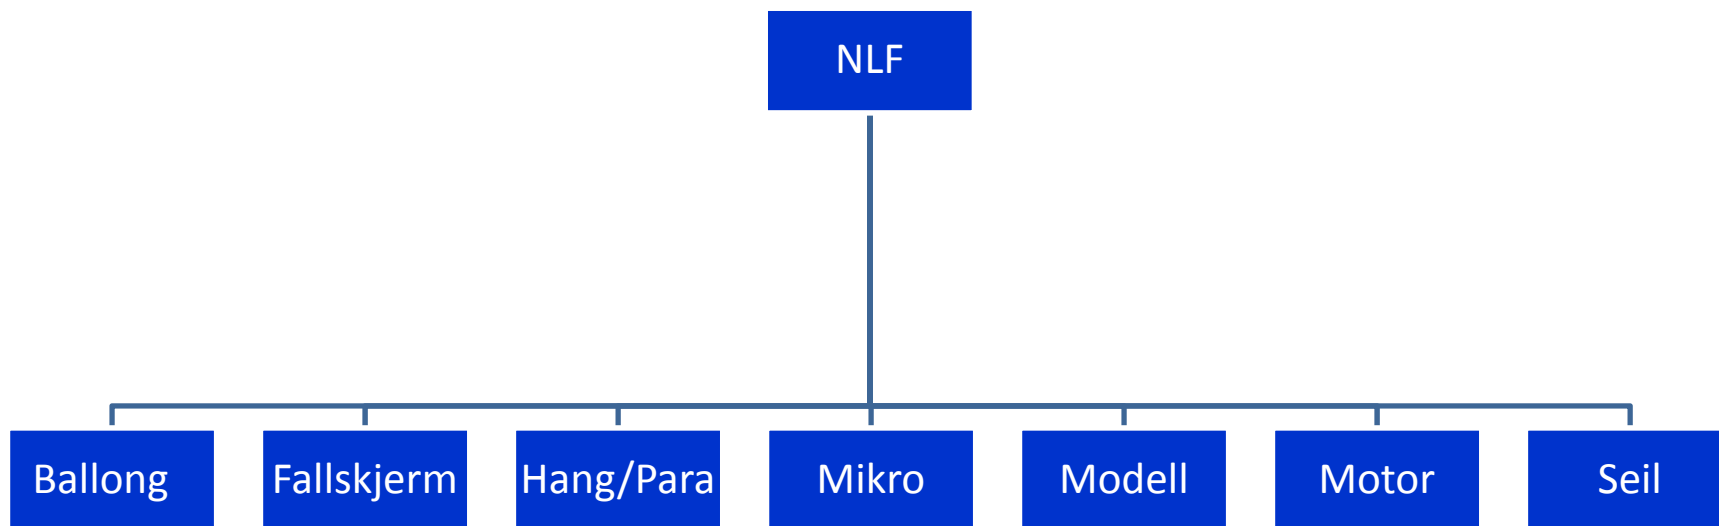 NLF
Ballong
Fallskjerm
Hang/Para
Mikro
Modell
Motor
Seil